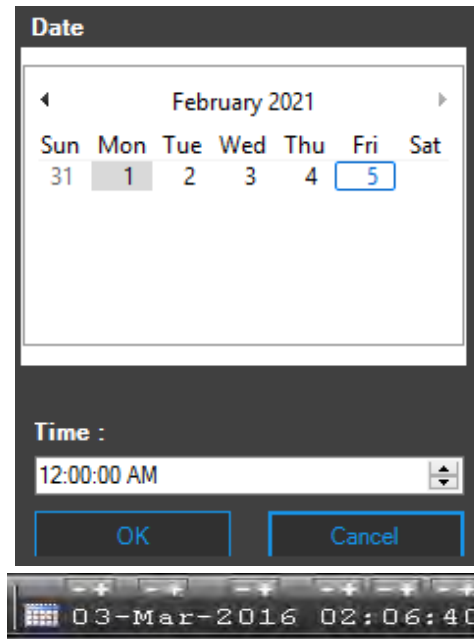 Date
February 2021
Sun Mon Tue Wed Thu Fri Sat
31 1 2 3 4 5
Time :
12:00:00 AM
OK Cancel
03-Mar-2016 02:06:40